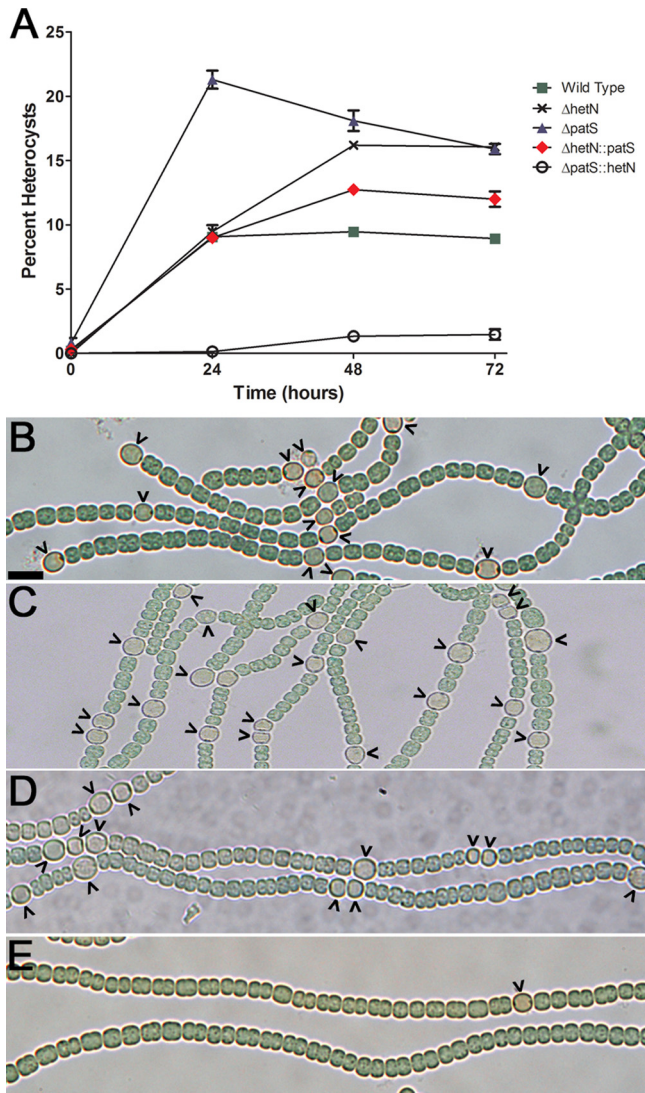 A
Percent Heterocysts
25
20
15
10
5
0
0 24 48 72
Time (hours)
Wild Type
ΔhetN
ΔpatS
ΔhetN::patS
ΔpatS::hetN
B
C
D
E